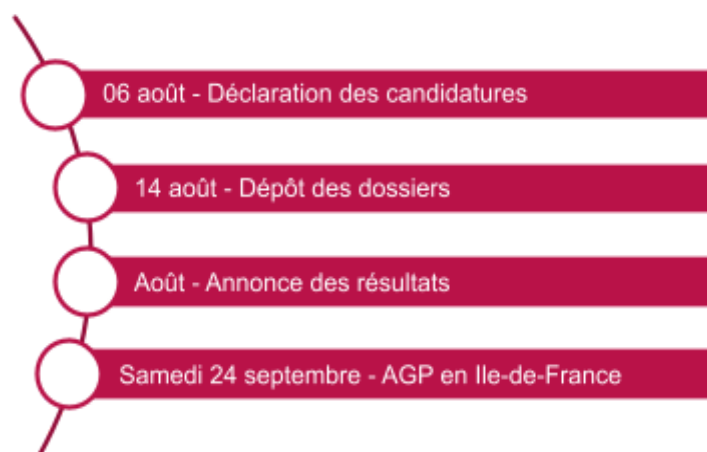 06 août - Déclaration des candidatures
14 août - Dépôt des dossiers
Août - Annonce des résultats
Samedi 24 septembre - AGP en Ile-de-France